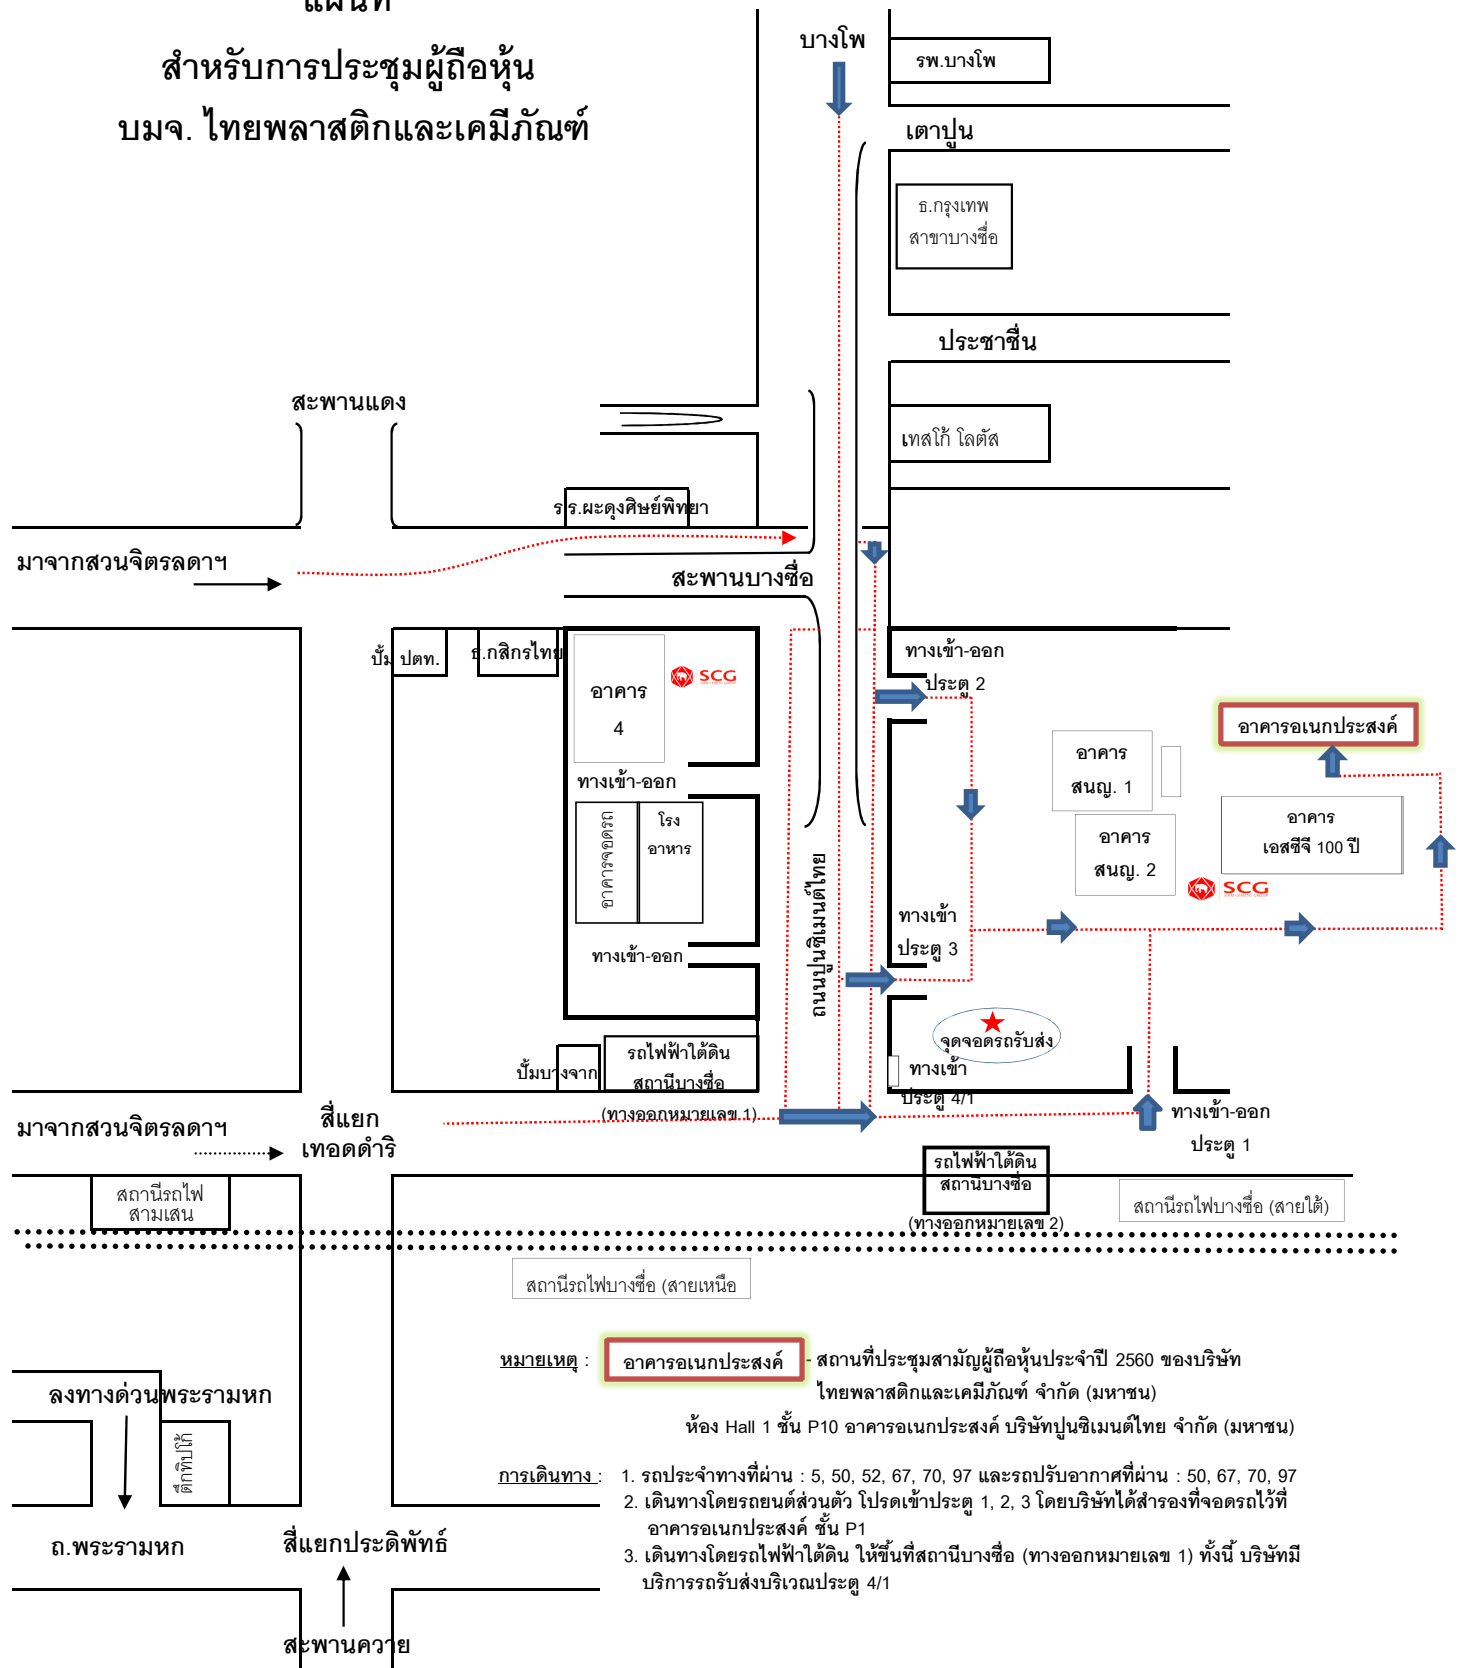 แผนที่
สำหรับการประชุมผู้ถือหุ้น
บมจ. ไทยพลาสติกและเคมีภัณฑ์
บางโพ
รพ.บางโพ
เตาปูน
ธ.กรุงเทพ
สาขาบางซื่อ
ประชาชื่น
สะพานแดง
เทสโก้ โลตัส
ร.ร.ผะดุงศิษย์พิทยา
มาจากสวนจิตรลดาฯ
สะพานบางซื่อ
ปั้ม ปตท.
ธ.กสิกรไทย
อาคาร
4
SCG
ทางเข้า-ออก
ประตู 2
อาคารอเนกประสงค์
อาคาร
สนญ. 1
ทางเข้า-ออก
อาคารจอดรถ
โรง
อาหาร
อาคาร
สนญ. 2
อาคาร
เอสซีจี 100 ปี
SCG
ถนนปูนซิเมนต์ไทย
ทางเข้า
ประตู 3
ทางเข้า-ออก
จุดจอดรถรับส่ง
ปั้มบางจาก
รถไฟฟ้าใต้ดิน
สถานีบางซื่อ
(ทางออกหมายเลข 1)
ทางเข้า
ประตู 4/1
ทางเข้า-ออก
ประตู 1
มาจากสวนจิตรลดาฯ
สี่แยก
เทอดดำริ
รถไฟฟ้าใต้ดิน
สถานีบางซื่อ
(ทางออกหมายเลข 2)
สถานีรถไฟ
สามเสน
สถานีรถไฟบางซื่อ (สายใต้)
สถานีรถไฟบางซื่อ (สายเหนือ
หมายเหตุ : อาคารอเนกประสงค์ - สถานที่ประชุมสามัญผู้ถือหุ้นประจำปี 2560 ของบริษัท
ไทยพลาสติกและเคมีภัณฑ์ จำกัด (มหาชน)
ห้อง Hall 1 ชั้น P10 อาคารอเนกประสงค์ บริษัทปูนซิเมนต์ไทย จำกัด (มหาชน)
ลงทางด่วนพระรามหก
ตึกทิปโก้
การเดินทาง : 1. รถประจำทางที่ผ่าน : 5, 50, 52, 67, 70, 97 และรถปรับอากาศที่ผ่าน : 50, 67, 70, 97
2. เดินทางโดยรถยนต์ส่วนตัว โปรดเข้าประตู 1, 2, 3 โดยบริษัทได้สำรองที่จอดรถไว้ที่
อาคารอเนกประสงค์ ชั้น P1
3. เดินทางโดยรถไฟฟ้าใต้ดิน ให้ขึ้นที่สถานีบางซื่อ (ทางออกหมายเลข 1) ทั้งนี้ บริษัทมี
บริการรถรับส่งบริเวณประตู 4/1
ถ.พระรามหก
สี่แยกประดิพัทธ์
สะพานควาย